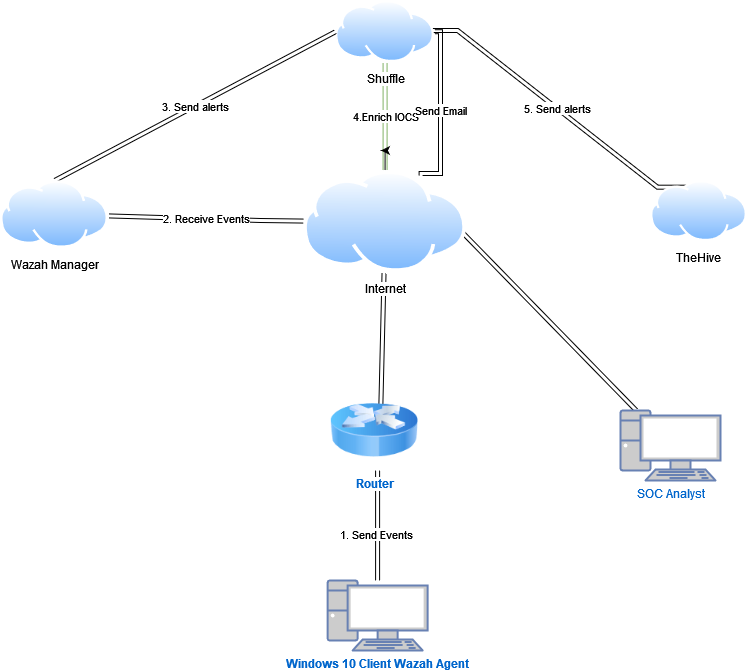 Shuffle
3. Send alerts
4.Enrich IOCS
Send Email
5. Send alerts
Wazah Manager
2. Receive Events
Internet
TheHive
Router
SOC Analyst
1. Send Events
Windows 10 Client Wazah Agent